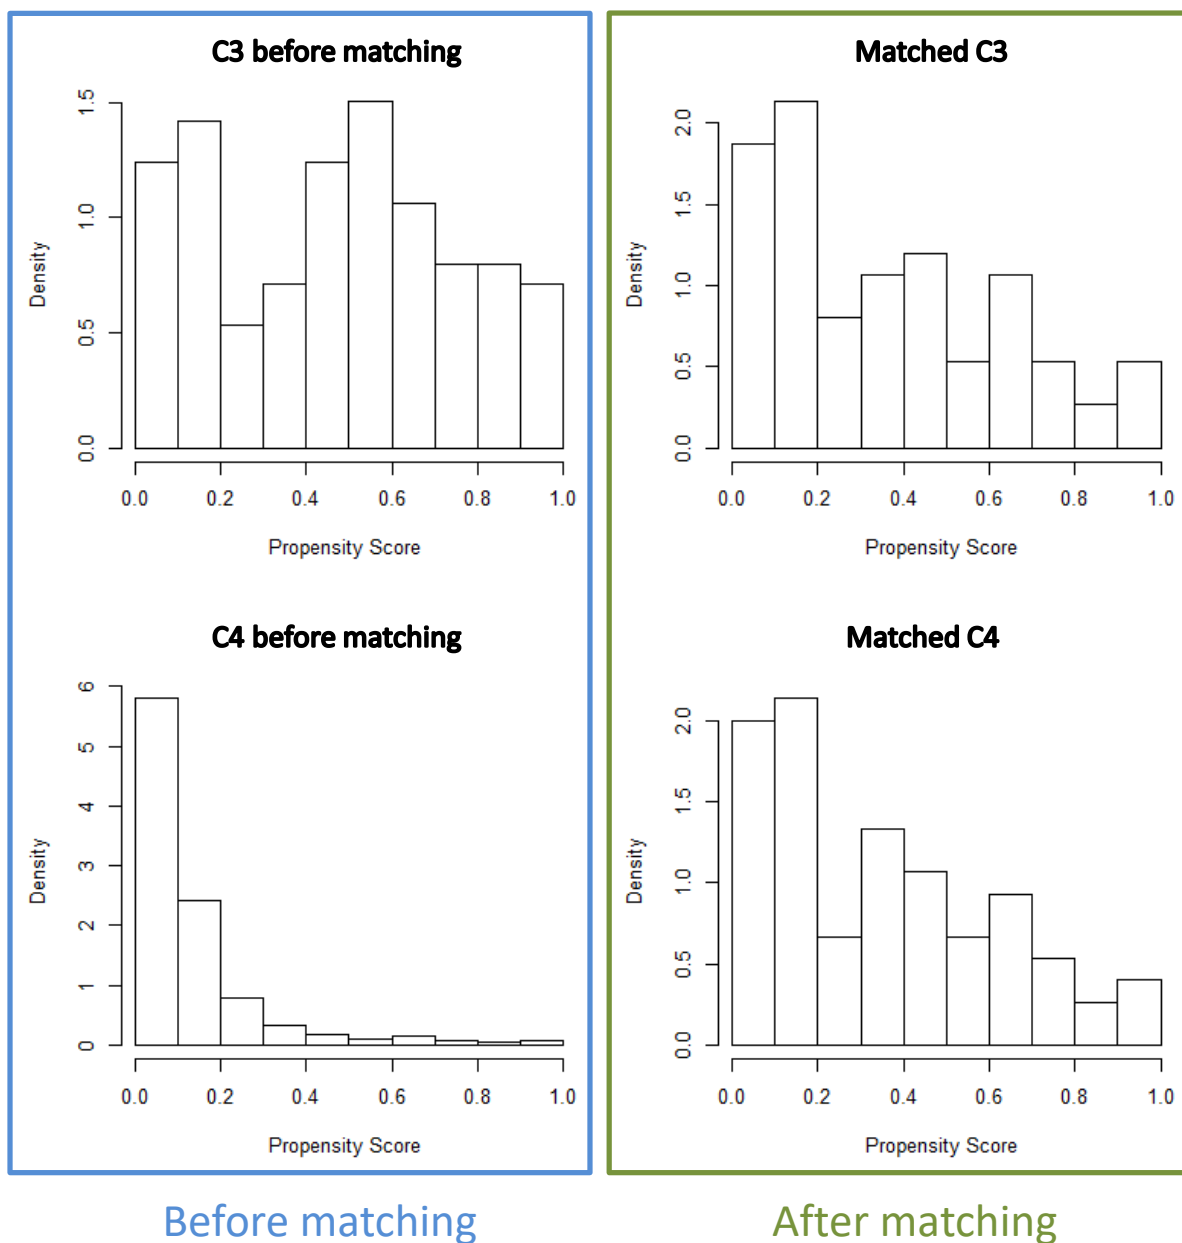 C3 before matching
1.5
1.0
0.5
0.0
Density
0.0 0.2 0.4 0.6 0.8 1.0
Propensity Score
C4 before matching
6
5
4
3
2
1
0
Density
0.0 0.2 0.4 0.6 0.8 1.0
Propensity Score
Before matching
Matched C3
2.0
1.5
1.0
0.5
0.0
Density
0.0 0.2 0.4 0.6 0.8 1.0
Propensity Score
Matched C4
2.0
1.5
1.0
0.5
0.0
Density
0.0 0.2 0.4 0.6 0.8 1.0
Propensity Score
After matching